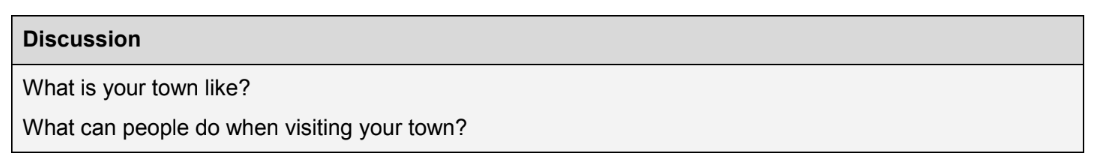 Discussion
What is your town like?
What can people do when visiting your town?